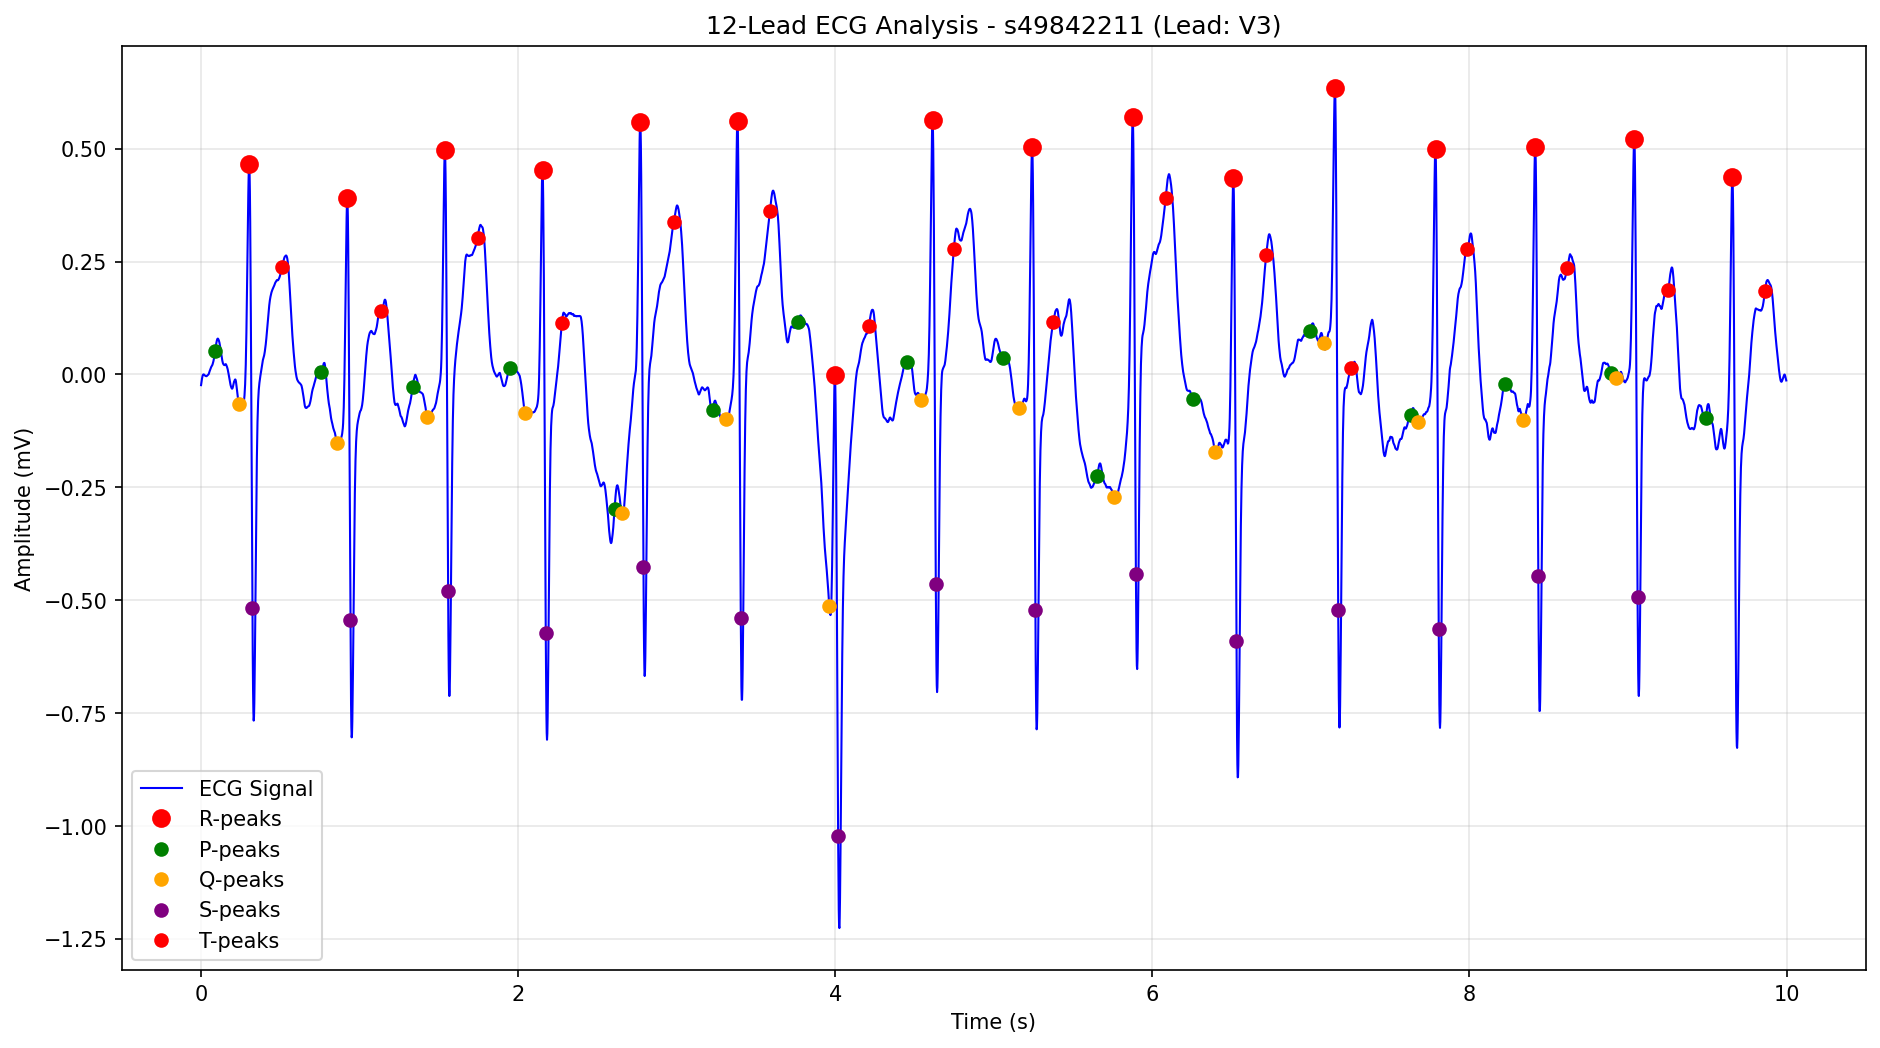 12-Lead ECG Analysis - s49842211 (Lead: V3)
Amplitude (mV)
0.50
0.25
0.00
−0.25
−0.50
−0.75
−1.00
−1.25
ECG Signal
R-peaks
P-peaks
Q-peaks
S-peaks
T-peaks
0 2 4 6 8 10
Time (s)